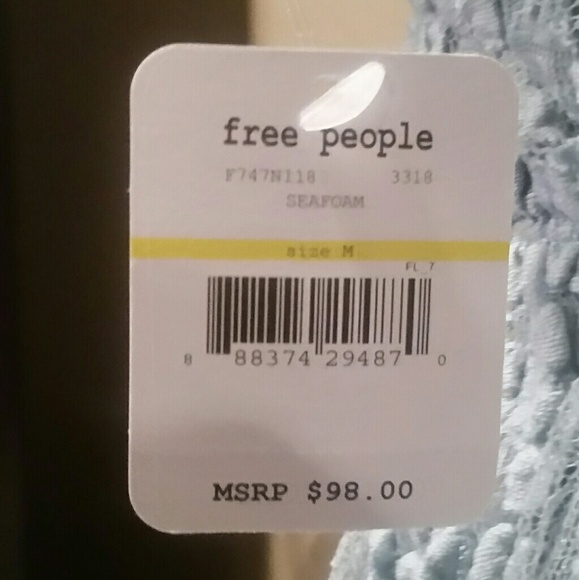 free people
F747N118 3318
SEAFOAM
size M
FL_7
8 88374 29487 0
MSRP $98.00